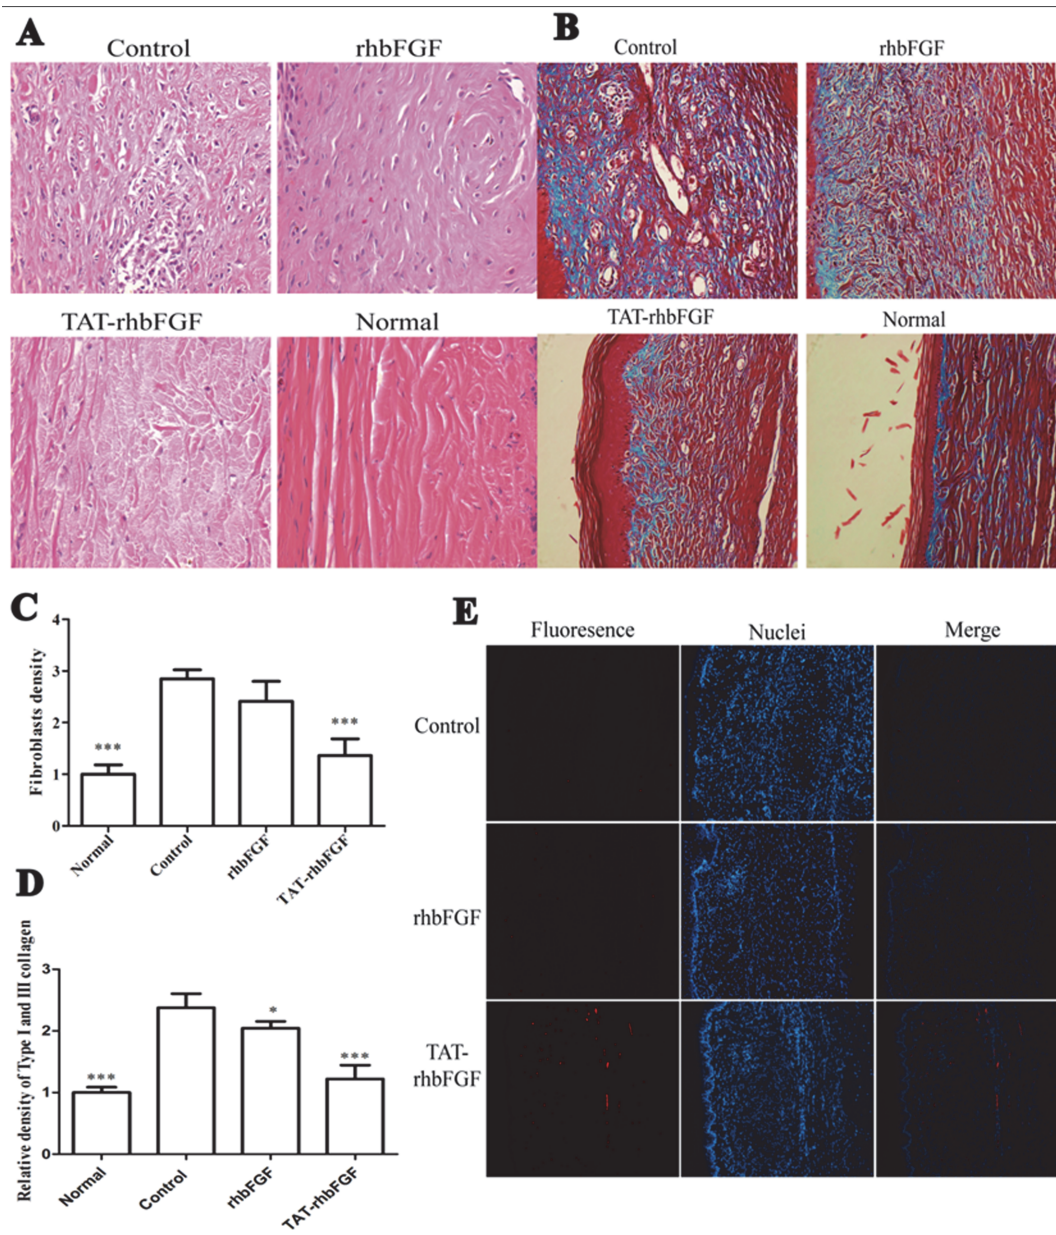 A
Control
rhbFGF
TAT-rhbFGF
Normal
B
Control
rhbFGF
TAT-rhbFGF
Normal
C
Fibroblasts density
4
3
2
1
0
***
***
Normal
Control
rhbFGF
TAT-rhbFGF
D
Relative density of Type I and III collagen
3
2
1
0
***
*
***
Normal
Control
rhbFGF
TAT-rhbFGF
E
Fluoresence
Nuclei
Merge
Control
rhbFGF
TAT-
rhbFGF